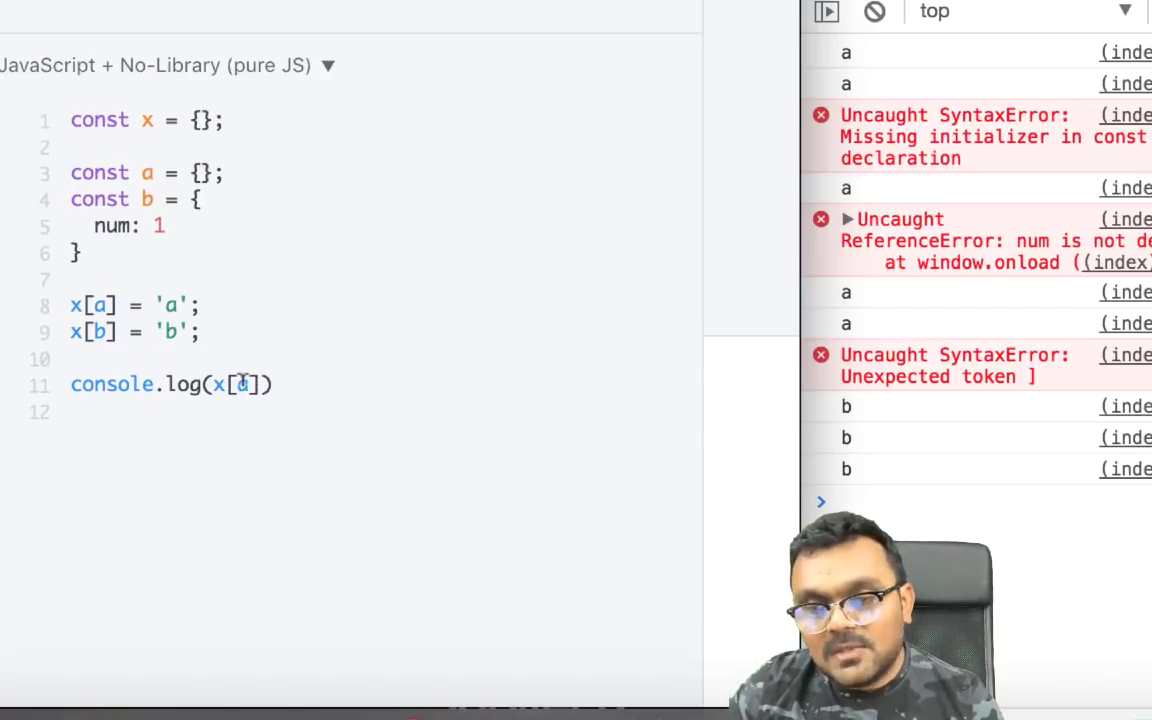 JavaScript + No-Library (pure JS) ▼
1 const x = {};
2
3 const a = {};
4 const b = {
5 num: 1
6 }
7
8 x[a] = 'a';
9 x[b] = 'b';
10
11 console.log(x[a])
12
top ▼
a (inde
a (inde
Uncaught SyntaxError: (inde
Missing initializer in const
declaration
a (inde
▶Uncaught (inde
ReferenceError: num is not de
at window.onload ((index)
a (inde
a (inde
Uncaught SyntaxError: (inde
Unexpected token ]
b (inde
b (inde
b (inde
>